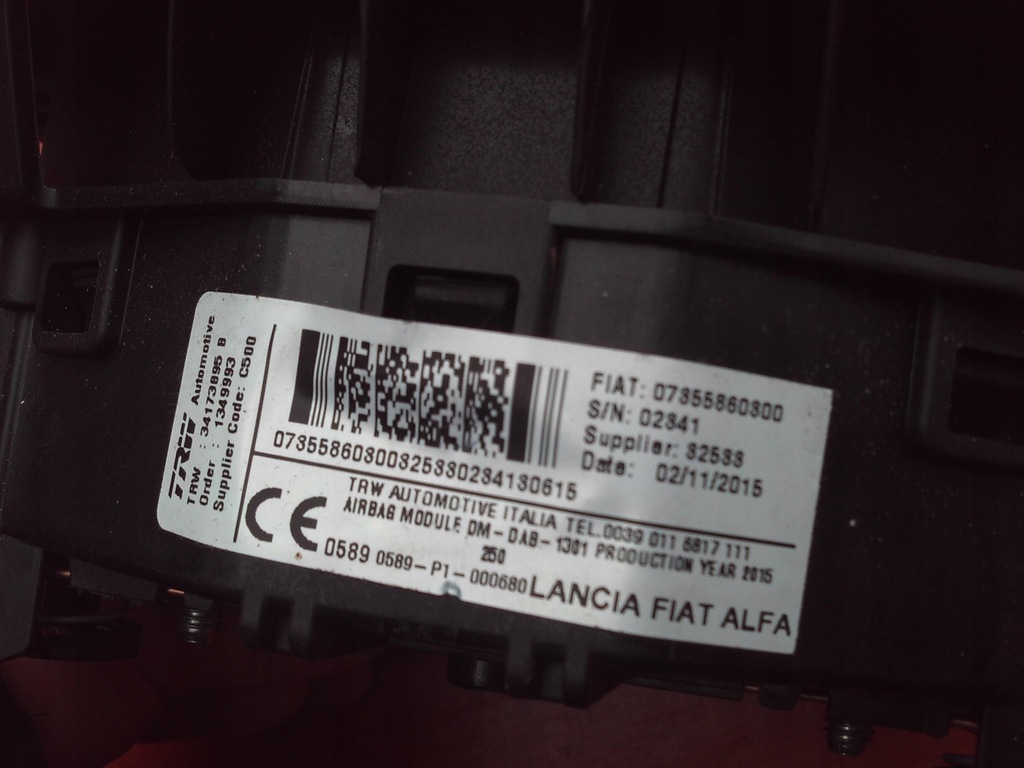 TRW Automotive
TRW : 34173895 B
Order : 1349993
Supplier Code: C500
07355860300325330234130615
FIAT: 07355860300
S/N: 02341
Supplier: 32533
Date: 02/11/2015
TRW AUTOMOTIVE ITALIA TEL.0039 011 6817 111
AIRBAG MODULE DM-DAB-1301 PRODUCTION YEAR 2015
250
CE 0589 0589-P1-000680 LANCIA FIAT ALFA